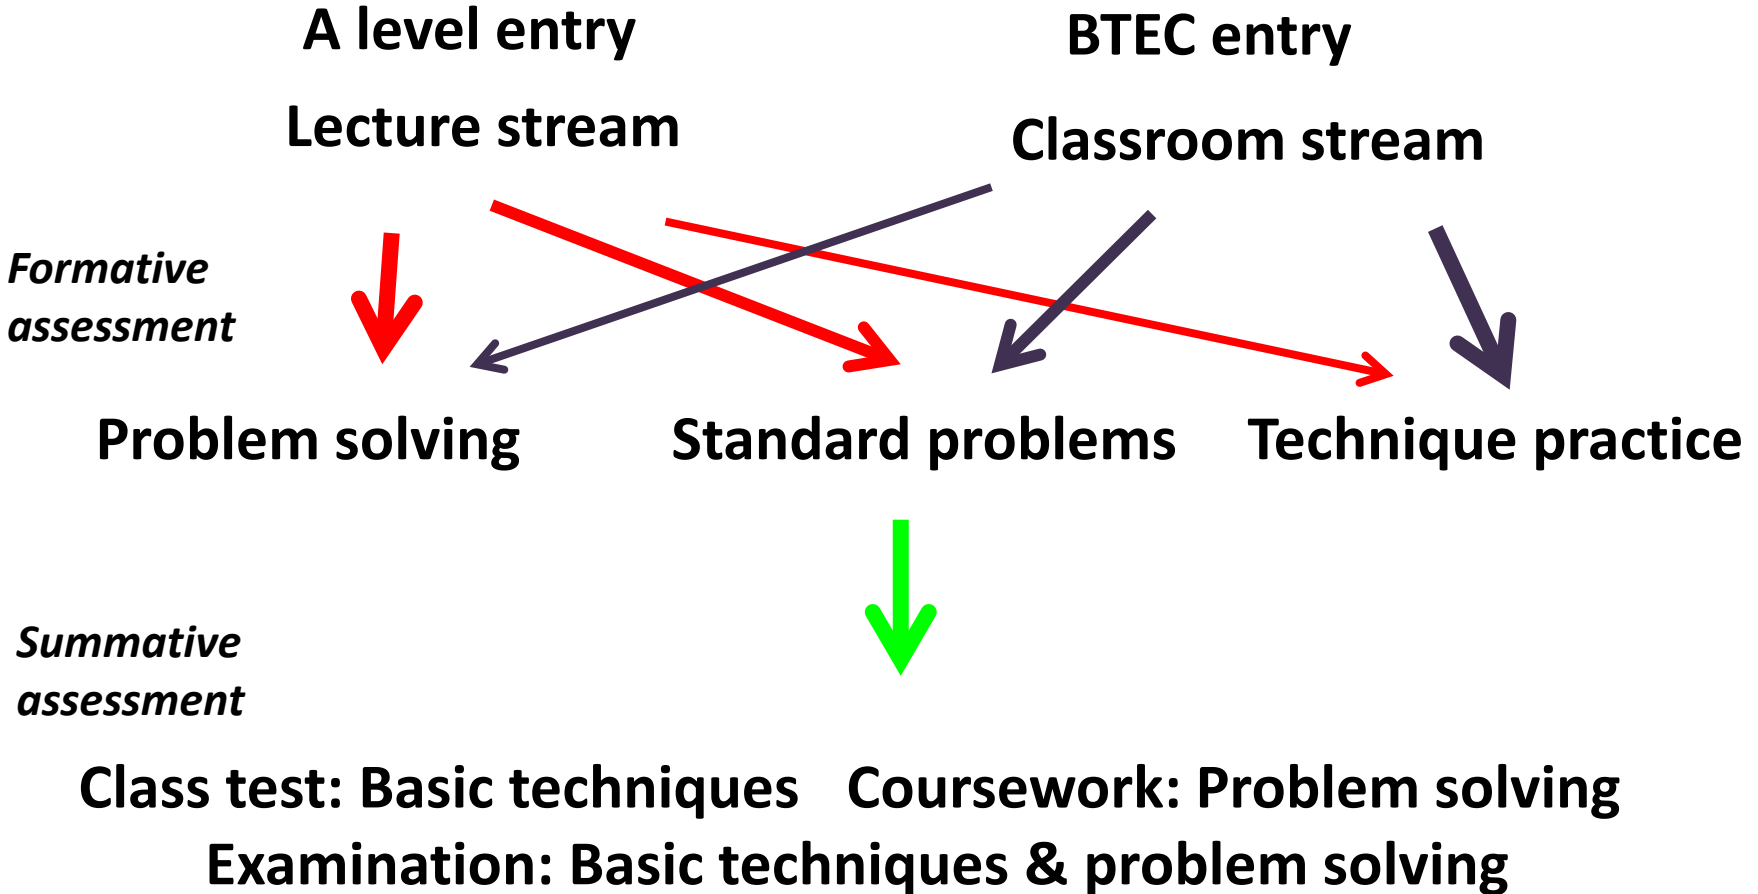 A level entry
BTEC entry
Lecture stream
Classroom stream
Formative
assessment
Problem solving
Standard problems
Technique practice
Summative
assessment
Class test: Basic techniques
Coursework: Problem solving
Examination: Basic techniques & problem solving